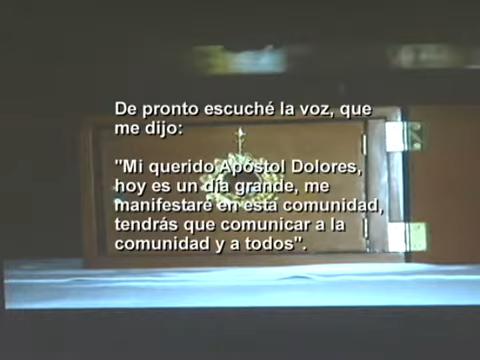 De pronto escuché la voz, que
me dijo:
"Mi querido Apóstol Dolores,
hoy es un día grande, me
manifestaré en esta comunidad,
tendrás que comunicar a la
comunidad y a todos".